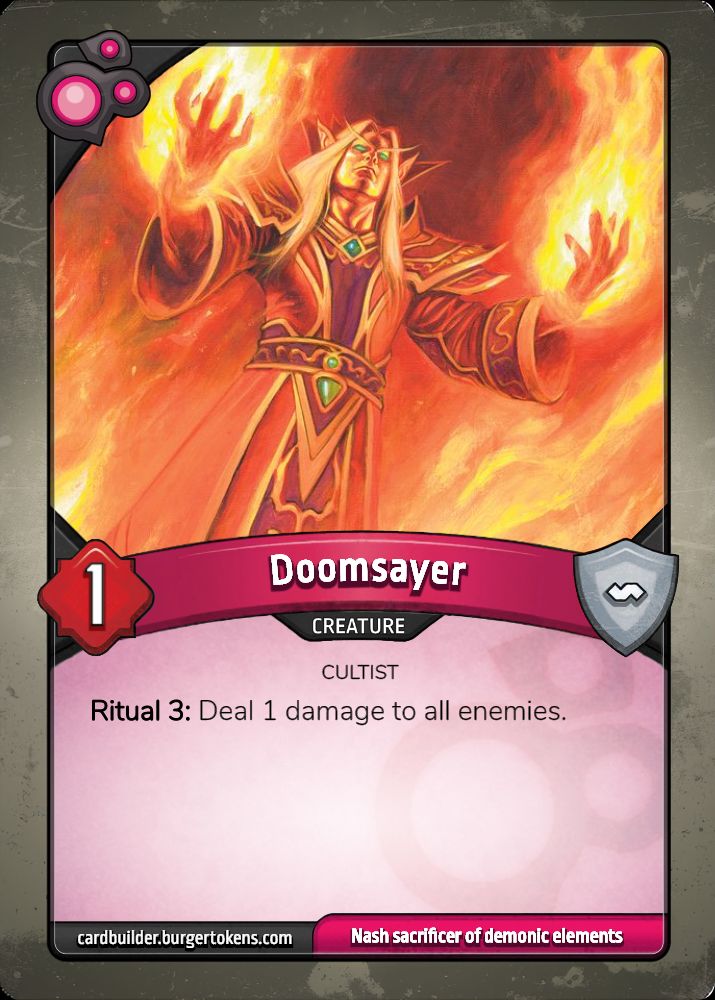 Doomsayer
1
~
CREATURE
CULTIST
Ritual 3: Deal 1 damage to all enemies.
cardbuilder.burgertokens.com
Nash sacrificer of demonic elements